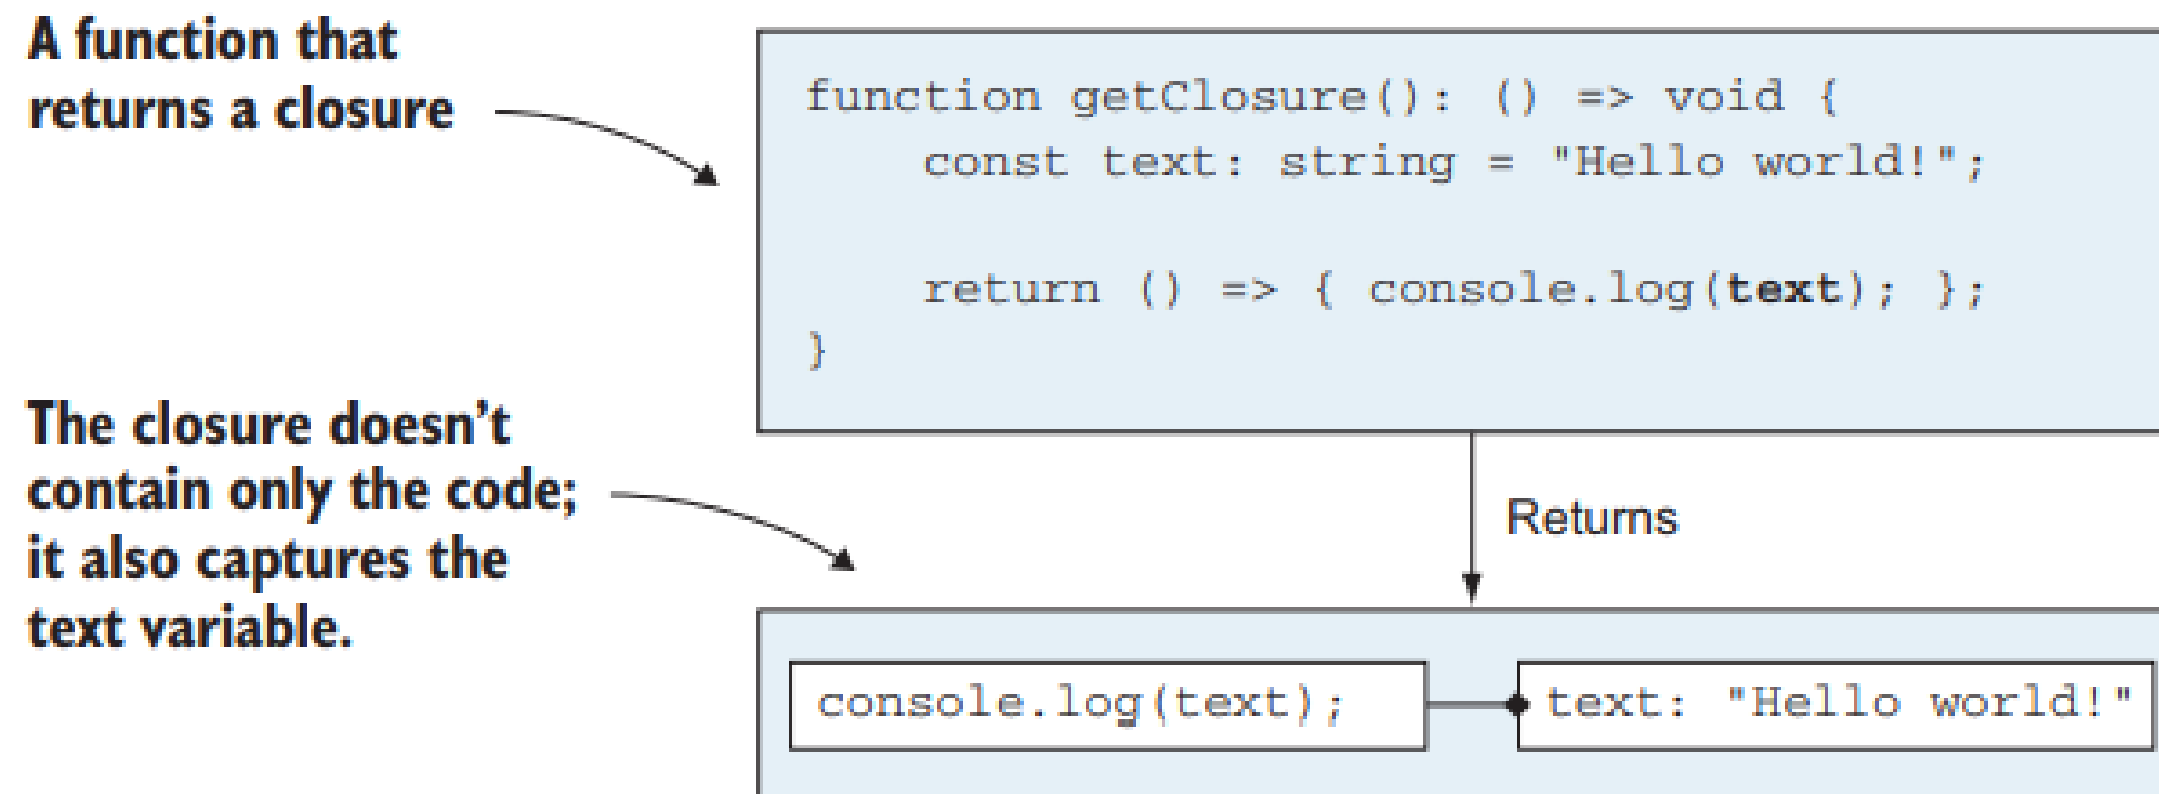 A function that
returns a closure
function getClosure(): () => void {
    const text: string = "Hello world!";
    return () => { console.log(text); };
}
The closure doesn't
contain only the code;
it also captures the
text variable.
Returns
console.log(text);
text: "Hello world!"